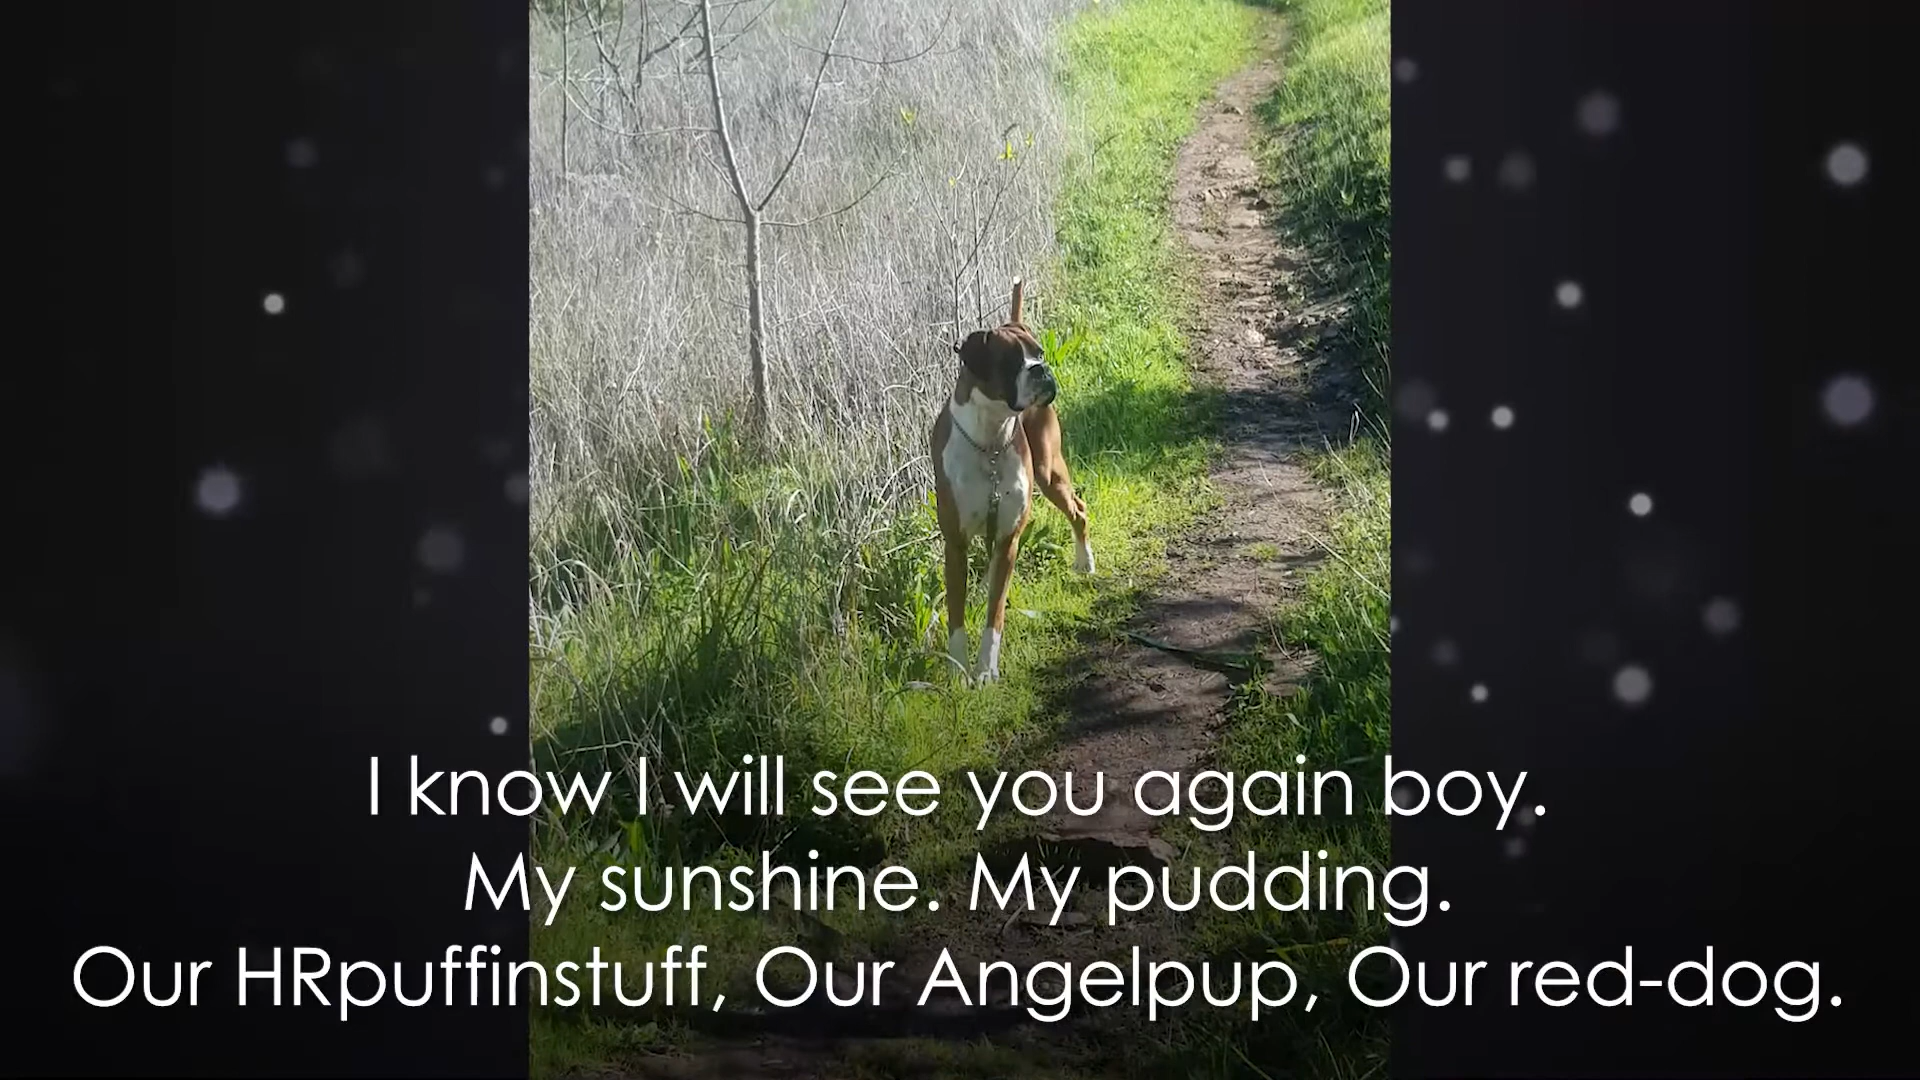 I know I will see you again boy.
My sunshine. My pudding.
Our HRpuffinstuff, Our Angelpup, Our red-dog.